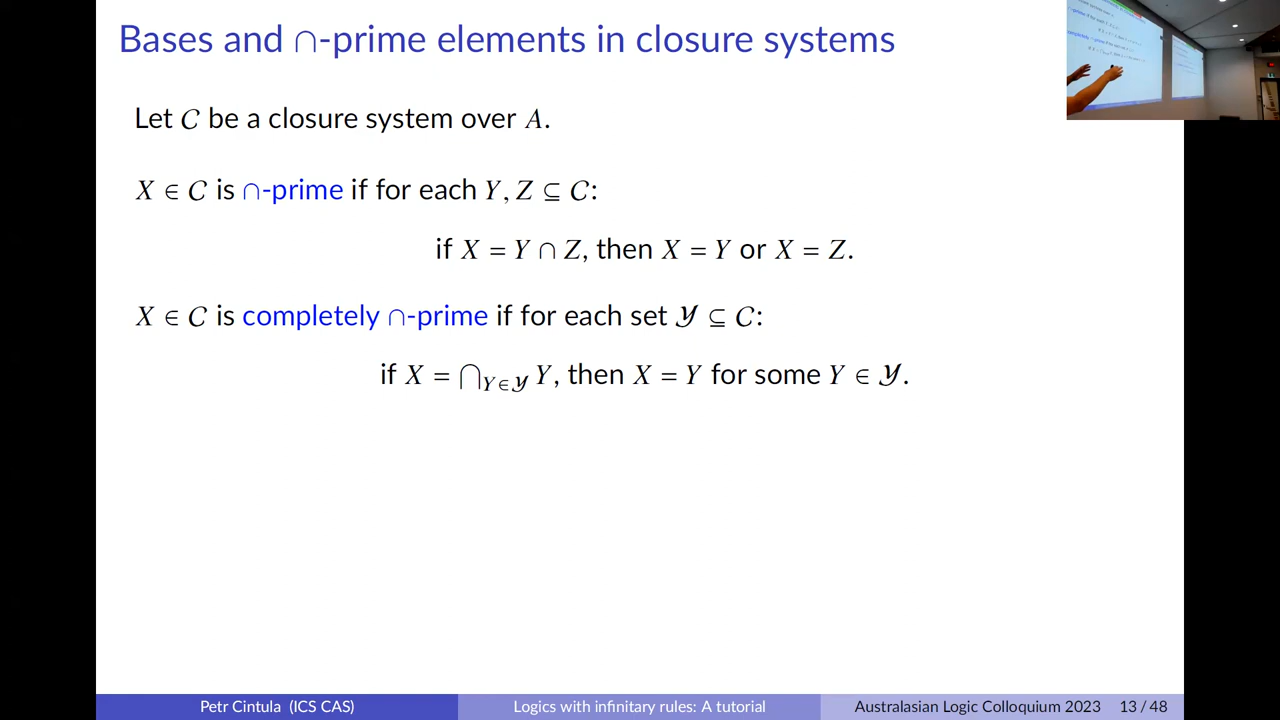 Bases and ∩-prime elements in closure systems
Let 𝒞 be a closure system over A.
X ∈ 𝒞 is ∩-prime if for each Y, Z ⊆ 𝒞:
if X = Y ∩ Z, then X = Y or X = Z.
X ∈ 𝒞 is completely ∩-prime if for each set 𝒴 ⊆ 𝒞:
if X = ⋂_{Y∈𝒴} Y, then X = Y for some Y ∈ 𝒴.
Petr Cintula (ICS CAS) Logics with infinitary rules: A tutorial Australasian Logic Colloquium 2023 13 / 48